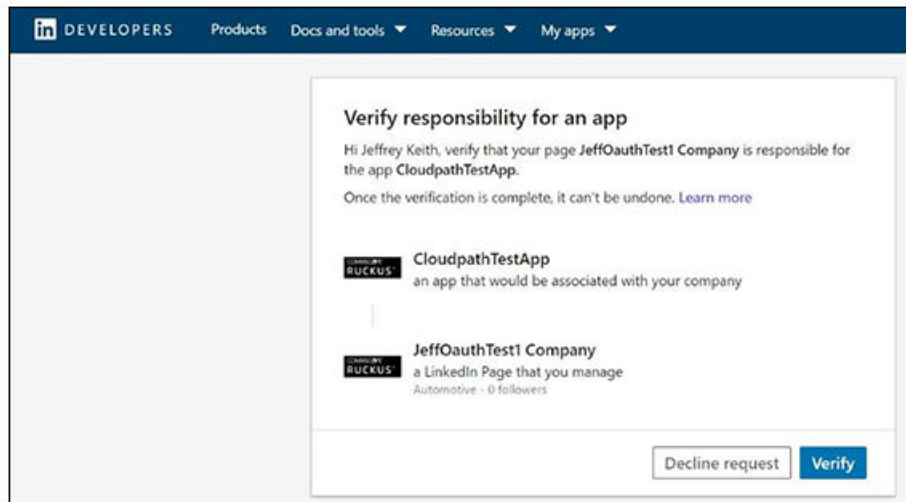 in DEVELOPERS Products Docs and tools Resources My apps
Verify responsibility for an app
Hi Jeffrey Keith, verify that your page JeffOauthTest1 Company is responsible for
the app CloudpathTestApp.
Once the verification is complete, it can't be undone. Learn more
COMMSCOPE
RUCKUS
CloudpathTestApp
an app that would be associated with your company
COMMSCOPE
RUCKUS
JeffOauthTest1 Company
a LinkedIn Page that you manage
Automotive - 0 followers
Decline request Verify